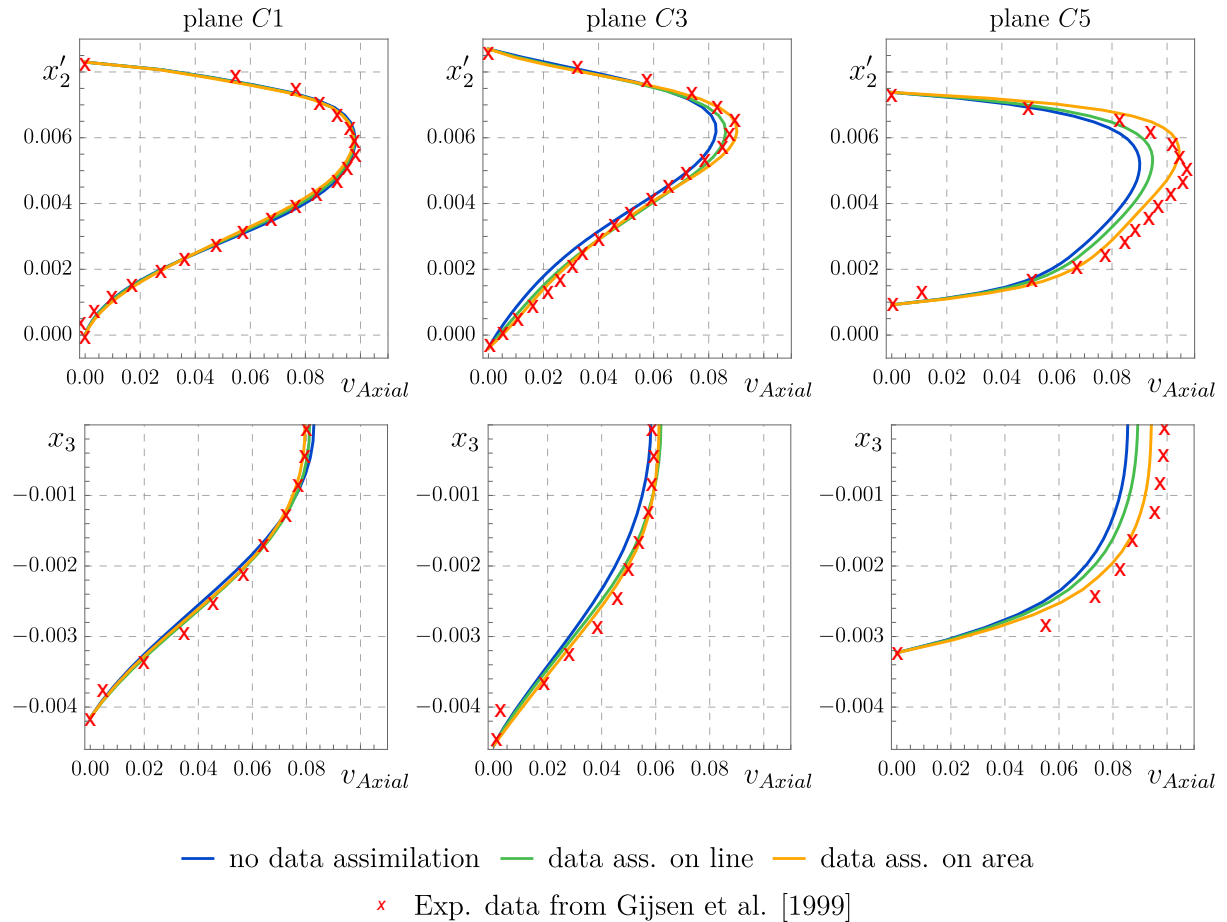 plane C1 plane C3 plane C5
x′₂ x′₂ x′₂
0.006 0.006 0.006
0.004 0.004 0.004
0.002 0.002 0.002
0.000 0.000 0.000
0.00 0.02 0.04 0.06 0.08 v_Axial 0.00 0.02 0.04 0.06 0.08 v_Axial 0.00 0.02 0.04 0.06 0.08 v_Axial
x₃ x₃ x₃
−0.001 −0.001 −0.001
−0.002 −0.002 −0.002
−0.003 −0.003 −0.003
−0.004 −0.004 −0.004
0.00 0.02 0.04 0.06 0.08 v_Axial 0.00 0.02 0.04 0.06 0.08 v_Axial 0.00 0.02 0.04 0.06 0.08 v_Axial
no data assimilation data ass. on line data ass. on area
Exp. data from Gijsen et al. [1999]